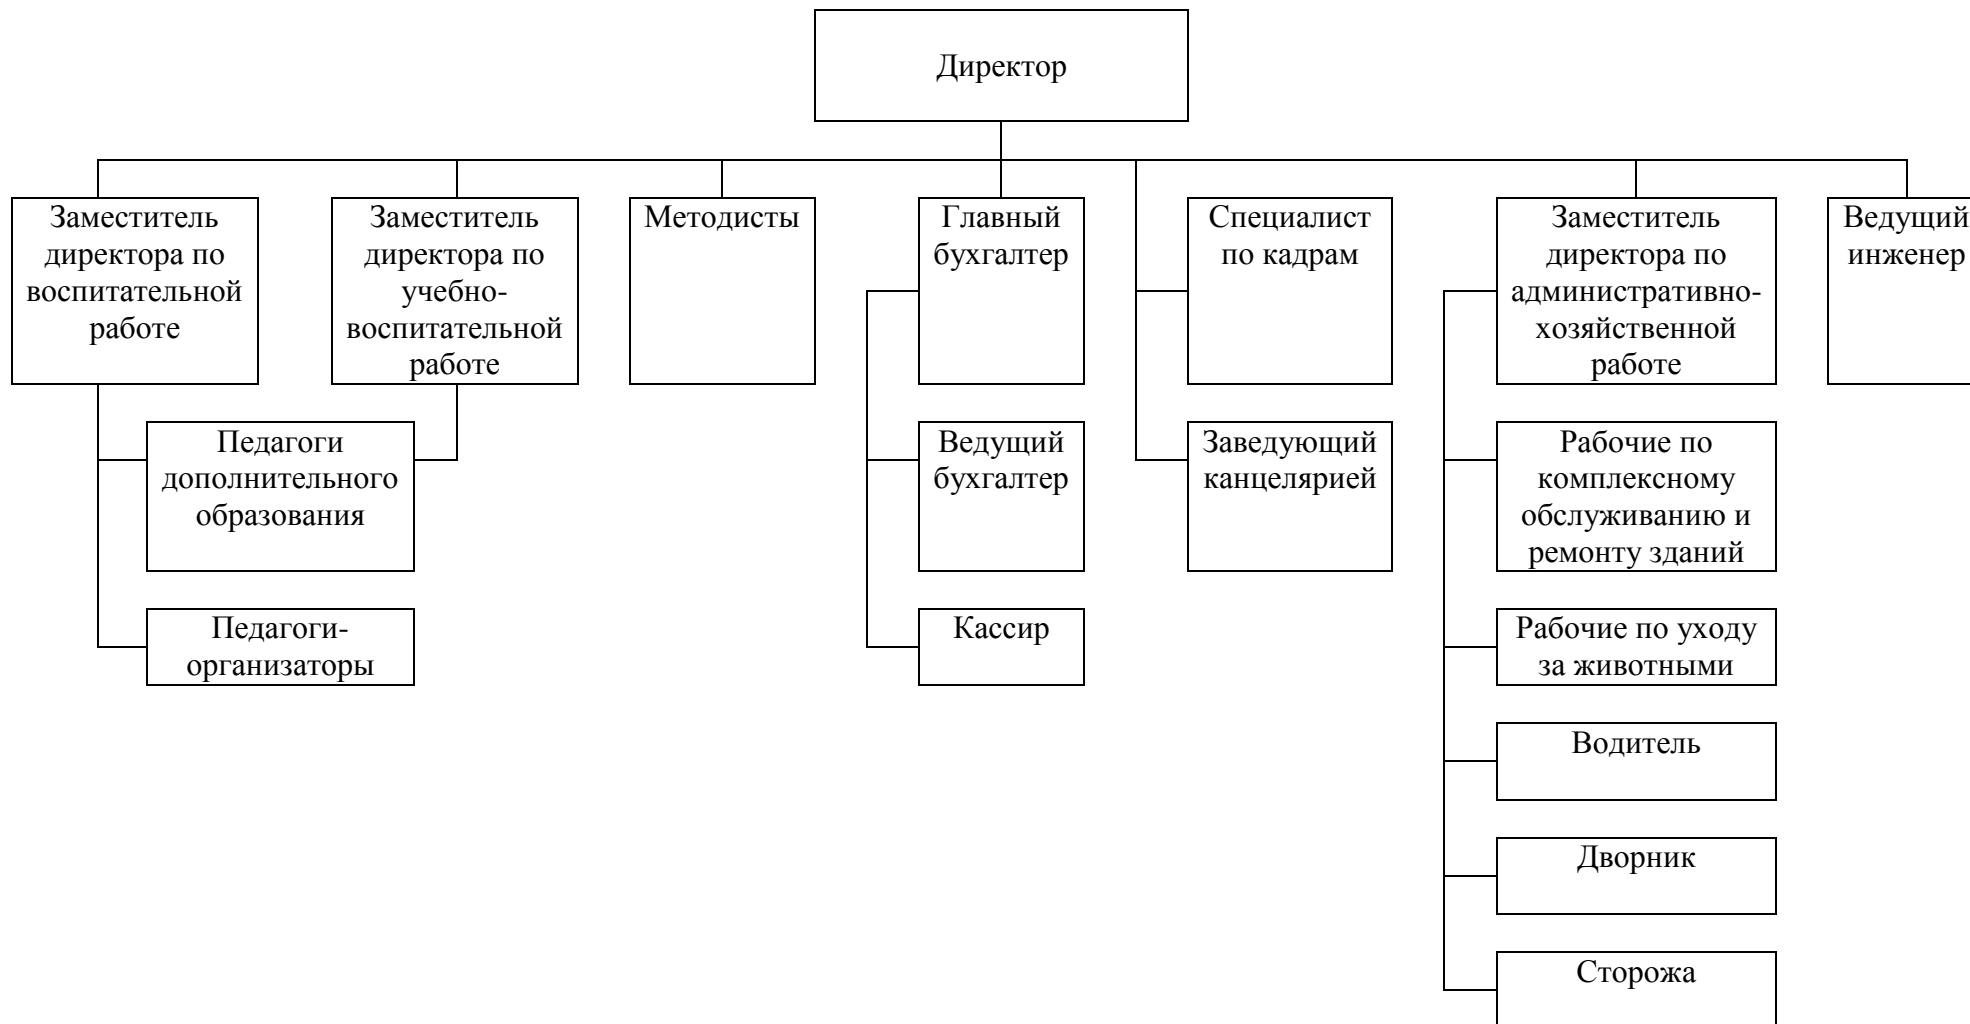 Директор
Заместитель
директора по
воспитательной
работе
Заместитель
директора по
учебно-
воспитательной
работе
Методисты
Главный
бухгалтер
Специалист
по кадрам
Заместитель
директора по
административно-
хозяйственной
работе
Ведущий
инженер
Педагоги
дополнительного
образования
Ведущий
бухгалтер
Заведующий
канцелярией
Рабочие по
комплексному
обслуживанию и
ремонту зданий
Педагоги-
организаторы
Кассир
Рабочие по уходу
за животными
Водитель
Дворник
Сторожа